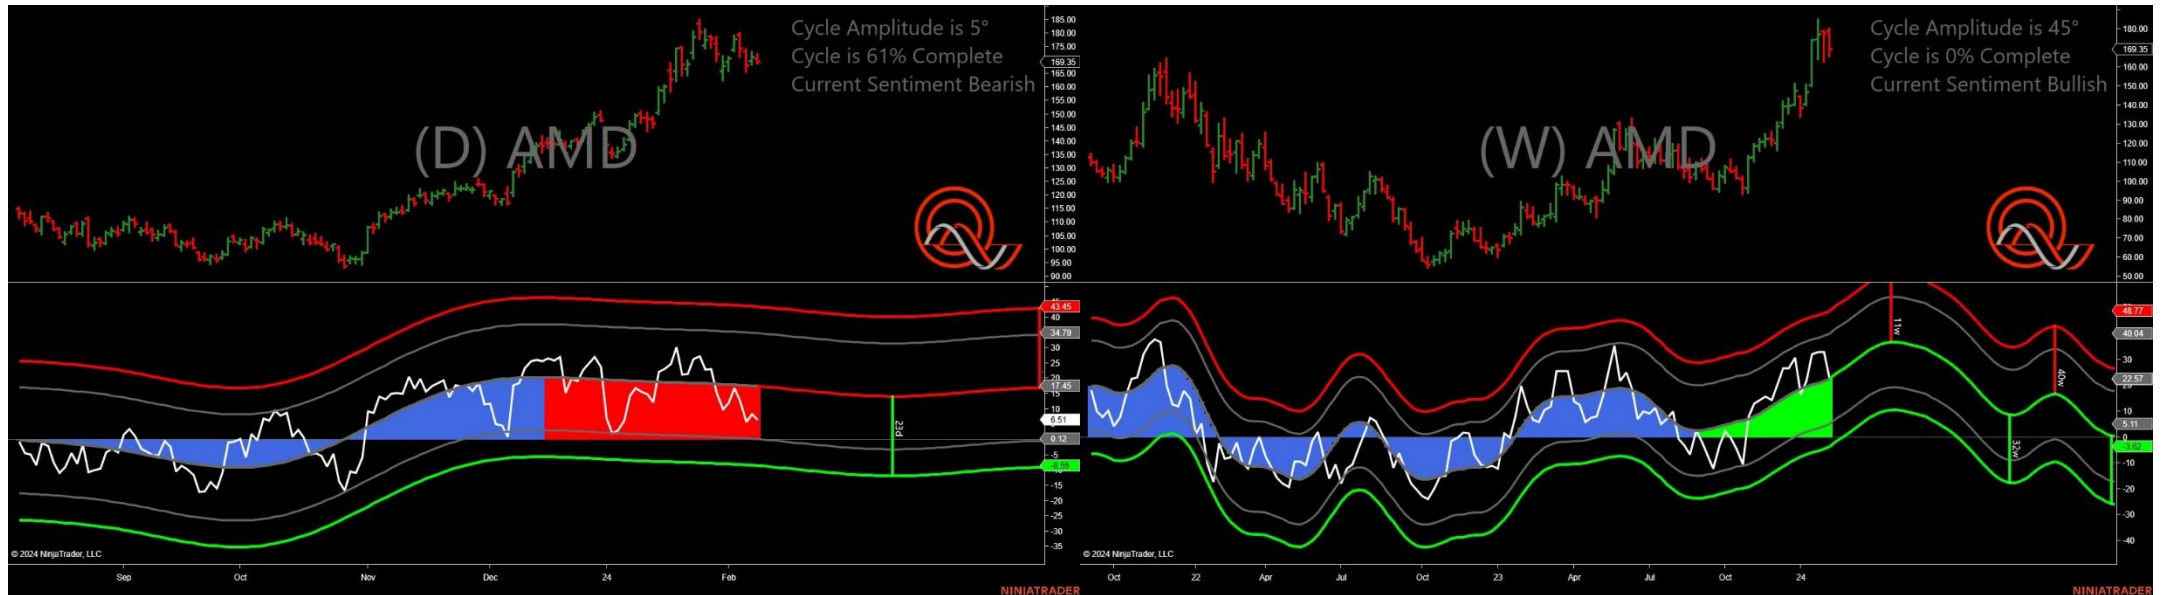 Cycle Amplitude is 5°
Cycle is 61% Complete
Current Sentiment Bearish
(D) AMD
185.00
180.00
175.00
169.35
165.00
160.00
155.00
150.00
145.00
140.00
135.00
130.00
125.00
120.00
115.00
110.00
105.00
100.00
95.00
90.00
43.45
40
34.79
30
25
20
17.45
15
10
6.51
0.12
-5
-8.55
-15
-20
-25
-30
-35
23d
© 2024 NinjaTrader, LLC
Sep
Oct
Nov
Dec
24
Feb
NINJATRADER
Cycle Amplitude is 45°
Cycle is 0% Complete
Current Sentiment Bullish
(W) AMD
180.00
169.35
160.00
150.00
140.00
130.00
120.00
110.00
100.00
90.00
80.00
70.00
60.00
50.00
48.77
40.04
30
22.57
20
10
5.11
0
-3.62
-10
-20
-30
-40
11w
40w
32w
© 2024 NinjaTrader, LLC
Oct
22
Apr
Jul
Oct
23
Apr
Jul
Oct
24
NINJATRADER